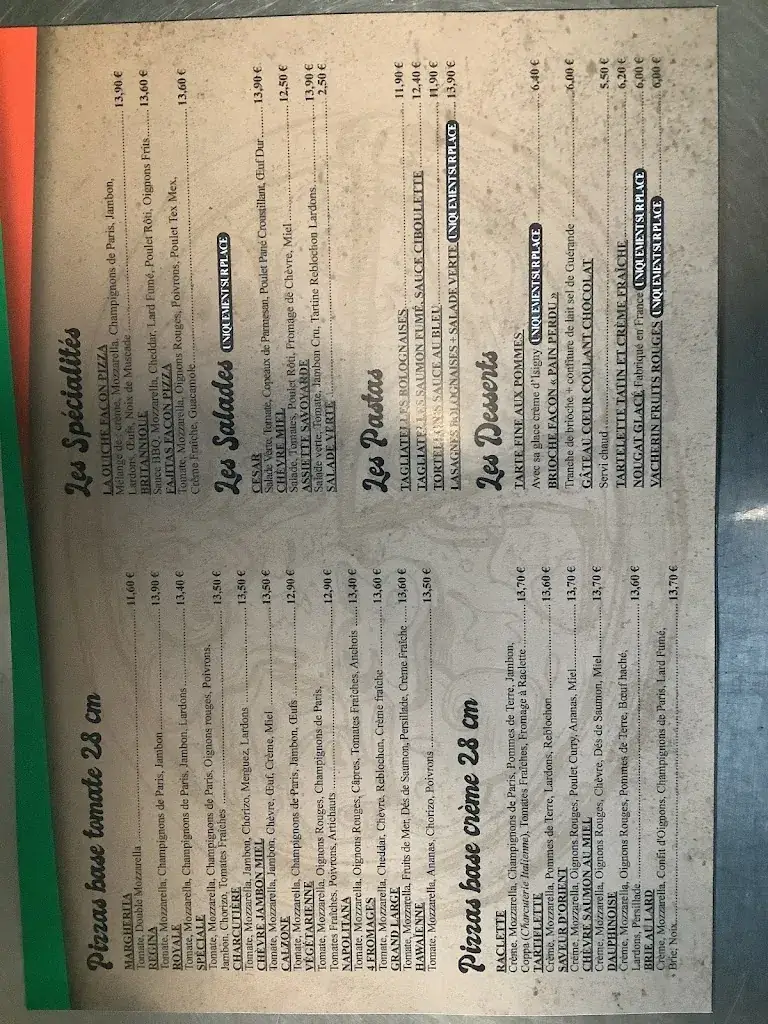 Pizzas base tomate 28 cm
MARGHERITA
Tomate, Double Mozzarella 11,60 €
REGINA
Tomate, Mozzarella, Champignons de Paris, Jambon 13,90 €
ROYALE
Tomate, Mozzarella, Champignons de Paris, Jambon, Lardons 13,40 €
SPÉCIALE
Tomate, Mozzarella, Champignons de Paris, Oignons rouges, Poivrons,
Jambon, Chorizo, Tomates Fraîches 13,50 €
CHARCUTIÈRE
Tomate, Mozzarella, Jambon, Chorizo, Merguez, Lardons 13,50 €
CHÈVRE JAMBON MIEL
Tomate, Mozzarella, Jambon, Chèvre, Œuf, Crème, Miel 13,50 €
CALZONE
Tomate, Mozzarella, Champignons de Paris, Jambon, Œufs 12,90 €
VÉGÉTARIENNE
Tomate, Mozzarella, Oignons Rouges, Champignons de Paris,
Tomates Fraîches, Poivrons, Artichauts 12,90 €
NAPOLITANA
Tomate, Mozzarella, Oignons Rouges, Câpres, Tomates Fraîches, Anchois 13,40 €
4 FROMAGES
Tomate, Mozzarella, Cheddar, Chèvre, Reblochon, Crème fraîche 13,60 €
GRAND LARGE
Tomate, Mozzarella, Fruits de Mer, Dés de Saumon, Persillade, Crème Fraîche 13,60 €
HAWAÏENNE
Tomate, Mozzarella, Ananas, Chorizo, Poivrons 13,50 €
Pizzas base crème 28 cm
RACLETTE
Crème, Mozzarella, Champignons de Paris, Pommes de Terre, Jambon,
Coppa (Charcuterie Italienne), Tomates Fraîches, Fromage à Raclette 13,70 €
TARTIFLETTE
Crème, Mozzarella, Pommes de Terre, Lardons, Reblochon 13,60 €
SAVEUR D'ORIENT
Crème, Mozzarella, Oignons Rouges, Poulet Curry, Ananas, Miel 13,70 €
CHÈVRE SAUMON AU MIEL
Crème, Mozzarella, Oignons Rouges, Chèvre, Dés de Saumon, Miel 13,70 €
DAUPHINOISE
Crème, Mozzarella, Oignons Rouges, Pommes de Terre, Bœuf haché,
Lardons, Persillade 13,60 €
BRIE AU LARD
Crème, Mozzarella, Confit d'Oignons, Champignons de Paris, Lard Fumé,
Brie, Noix 13,70 €
Les Spécialités
LA QUICHE FAÇON PIZZA
Mélange de : crème, Mozzarella, Champignons de Paris, Jambon,
Lardons, Œufs, Noix de Muscade 13,90 €
BRITANNIQUE
Sauce BBQ, Mozzarella, Cheddar, Lard Fumé, Poulet Rôti, Oignons Frits 13,60 €
FAJITAS FAÇON PIZZA
Tomate, Mozzarella, Oignons Rouges, Poivrons, Poulet Tex Mex,
Crème Fraîche, Guacamole 13,60 €
Les Salades UNIQUEMENT SUR PLACE
CESAR
Salade Verte, Tomate, Copeaux de Parmesan, Poulet Pané Croustillant, Œuf Dur 13,90 €
CHÈVRE MIEL
Salade, Tomates, Poulet Rôti, Fromage de Chèvre, Miel 12,50 €
ASSIETTE SAVOYARDE
Salade verte, Tomate, Jambon Cru, Tartine Reblochon Lardons 13,90 €
SALADE VERTE 2,50 €
Les Pastas
TAGLIATELLES BOLOGNAISES 11,90 €
TAGLIATELLES SAUMON FUMÉ, SAUCE CIBOULETTE 12,40 €
TORTELLINIS SAUCE AU BLEU 11,90 €
LASAGNES BOLOGNAISES + SALADE VERTE UNIQUEMENT SUR PLACE 13,90 €
Les Desserts
TARTE FINE AUX POMMES
Avec sa glace crème d'Isigny UNIQUEMENT SUR PLACE 6,40 €
BRIOCHE FAÇON « PAIN PERDU »
Tranche de brioche + confiture de lait sel de Guérande 6,00 €
GÂTEAU CŒUR COULANT CHOCOLAT
Servi chaud 5,50 €
TARTELETTE TATIN ET CRÈME FRAÎCHE 6,20 €
NOUGAT GLACÉ Fabriqué en France UNIQUEMENT SUR PLACE 6,00 €
VACHERIN FRUITS ROUGES UNIQUEMENT SUR PLACE 6,00 €